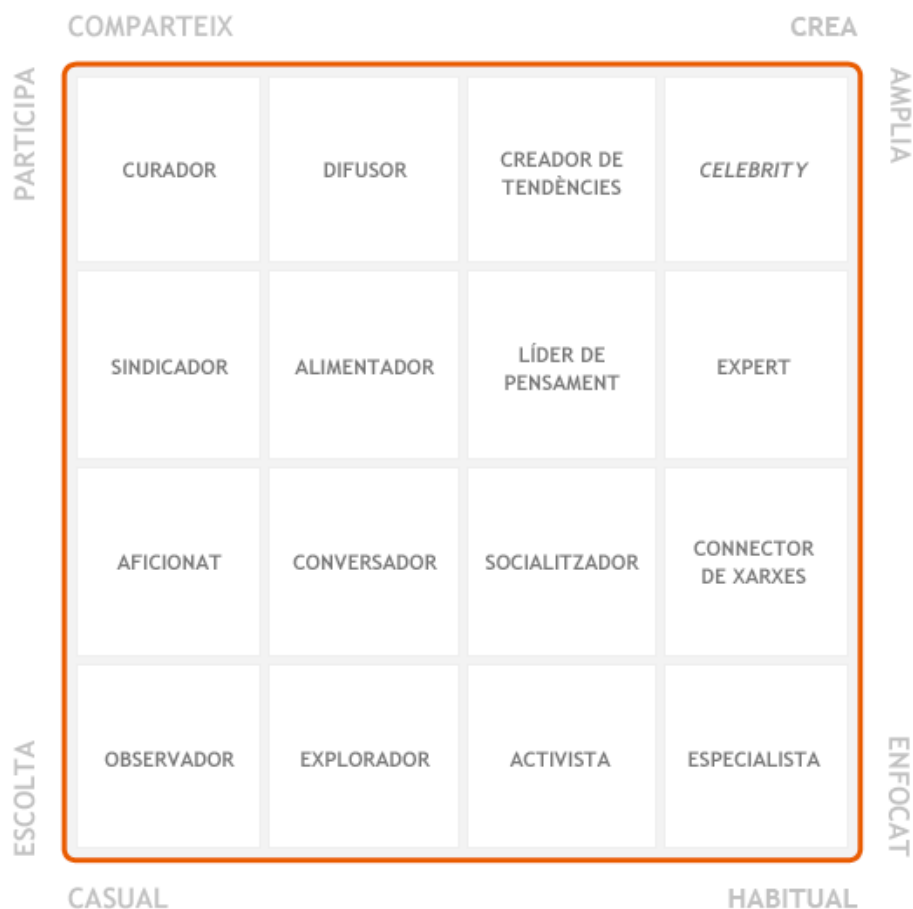 COMPARTEIX
CREA
PARTICIPA
AMPLIA
CURADOR
DIFUSOR
CREADOR DE
TENDÈNCIES
CELEBRITY
SINDICADOR
ALIMENTADOR
LÍDER DE
PENSAMENT
EXPERT
AFICIONAT
CONVERSADOR
SOCIALITZADOR
CONNECTOR
DE XARXES
OBSERVADOR
EXPLORADOR
ACTIVISTA
ESPECIALISTA
ESCOLTA
ENFOCAT
CASUAL
HABITUAL